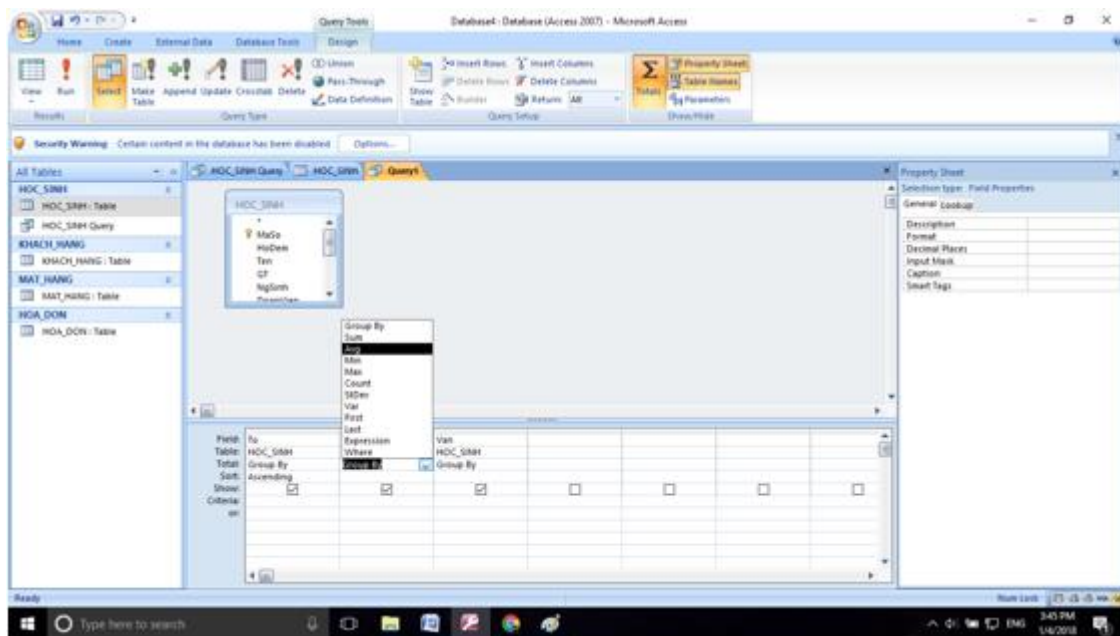 Query Tools
Database4 : Database (Access 2007) - Microsoft Access
Home Create External Data Database Tools Design
View Run Select Make Table Append Update Crosstab Delete
Union
Pass-Through
Data Definition
Show Table
Insert Rows Insert Columns
Delete Rows Delete Columns
Builder Return: All
Totals
Property Sheet
Table Names
Parameters
Results Query Type Query Setup Show/Hide
Security Warning Certain content in the database has been disabled Options...
All Tables
HOC_SINH Query HOC_SINH Query1
Property Sheet
Selection type: Field Properties
General Lookup
Description
Format
Decimal Places
Input Mask
Caption
Smart Tags
HOC_SINH
HOC_SINH : Table
HOC_SINH Query
KHACH_HANG
KHACH_HANG : Table
MAT_HANG
MAT_HANG : Table
HOA_DON
HOA_DON : Table
HOC_SINH
*
MaSo
HoDem
Ten
GT
NgSinh
Group By
Sum
Avg
Min
Max
Count
StDev
Var
First
Last
Expression
Where
Field: To Van
Table: HOC_SINH HOC_SINH
Total: Group By Group By Group By
Sort: Ascending
Show:
Criteria:
or:
Ready
Num Lock
Type here to search
ENG
3:45 PM
1/4/2018